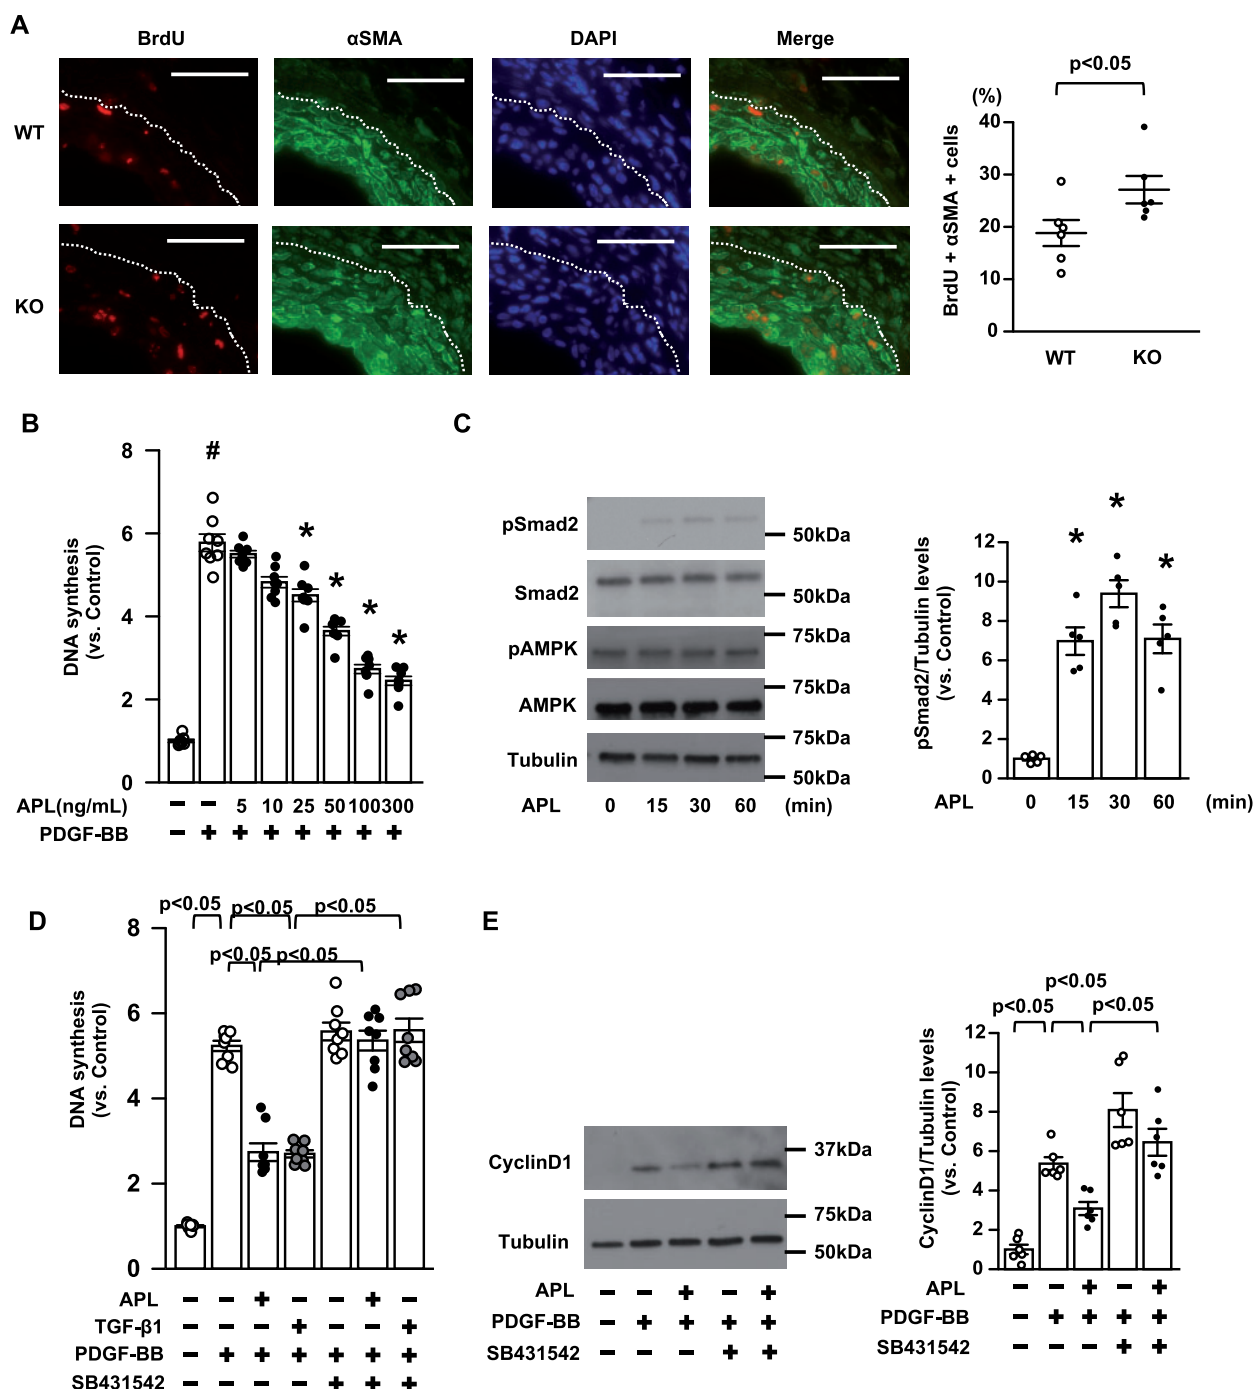 A
BrdU αSMA DAPI Merge
WT
KO
p<0.05
(%)
40
30
20
10
0
BrdU + αSMA + cells
WT KO
B
DNA synthesis
(vs. Control)
8
6
4
2
0
#
* * * *
APL(ng/mL) − − 5 10 25 50 100 300
PDGF-BB − + + + + + + +
C
pSmad2 50kDa
Smad2 50kDa
pAMPK 75kDa
AMPK 75kDa
Tubulin 75kDa
50kDa
APL 0 15 30 60 (min)
pSmad2/Tubulin levels
(vs. Control)
12
10
8
6
4
2
0
* * *
APL 0 15 30 60 (min)
D
p<0.05 p<0.05 p<0.05
p<0.05 p<0.05
DNA synthesis
(vs. Control)
8
6
4
2
0
APL − − + − − + −
TGF-β1 − − − + − − +
PDGF-BB − + + + + + +
SB431542 − − − − + + +
E
CyclinD1 37kDa
Tubulin 75kDa
50kDa
APL − − + − +
PDGF-BB − + + + +
SB431542 − − − + +
p<0.05
p<0.05 p<0.05
CyclinD1/Tubulin levels
(vs. Control)
12
10
8
6
4
2
0
APL − − + − +
PDGF-BB − + + + +
SB431542 − − − + +